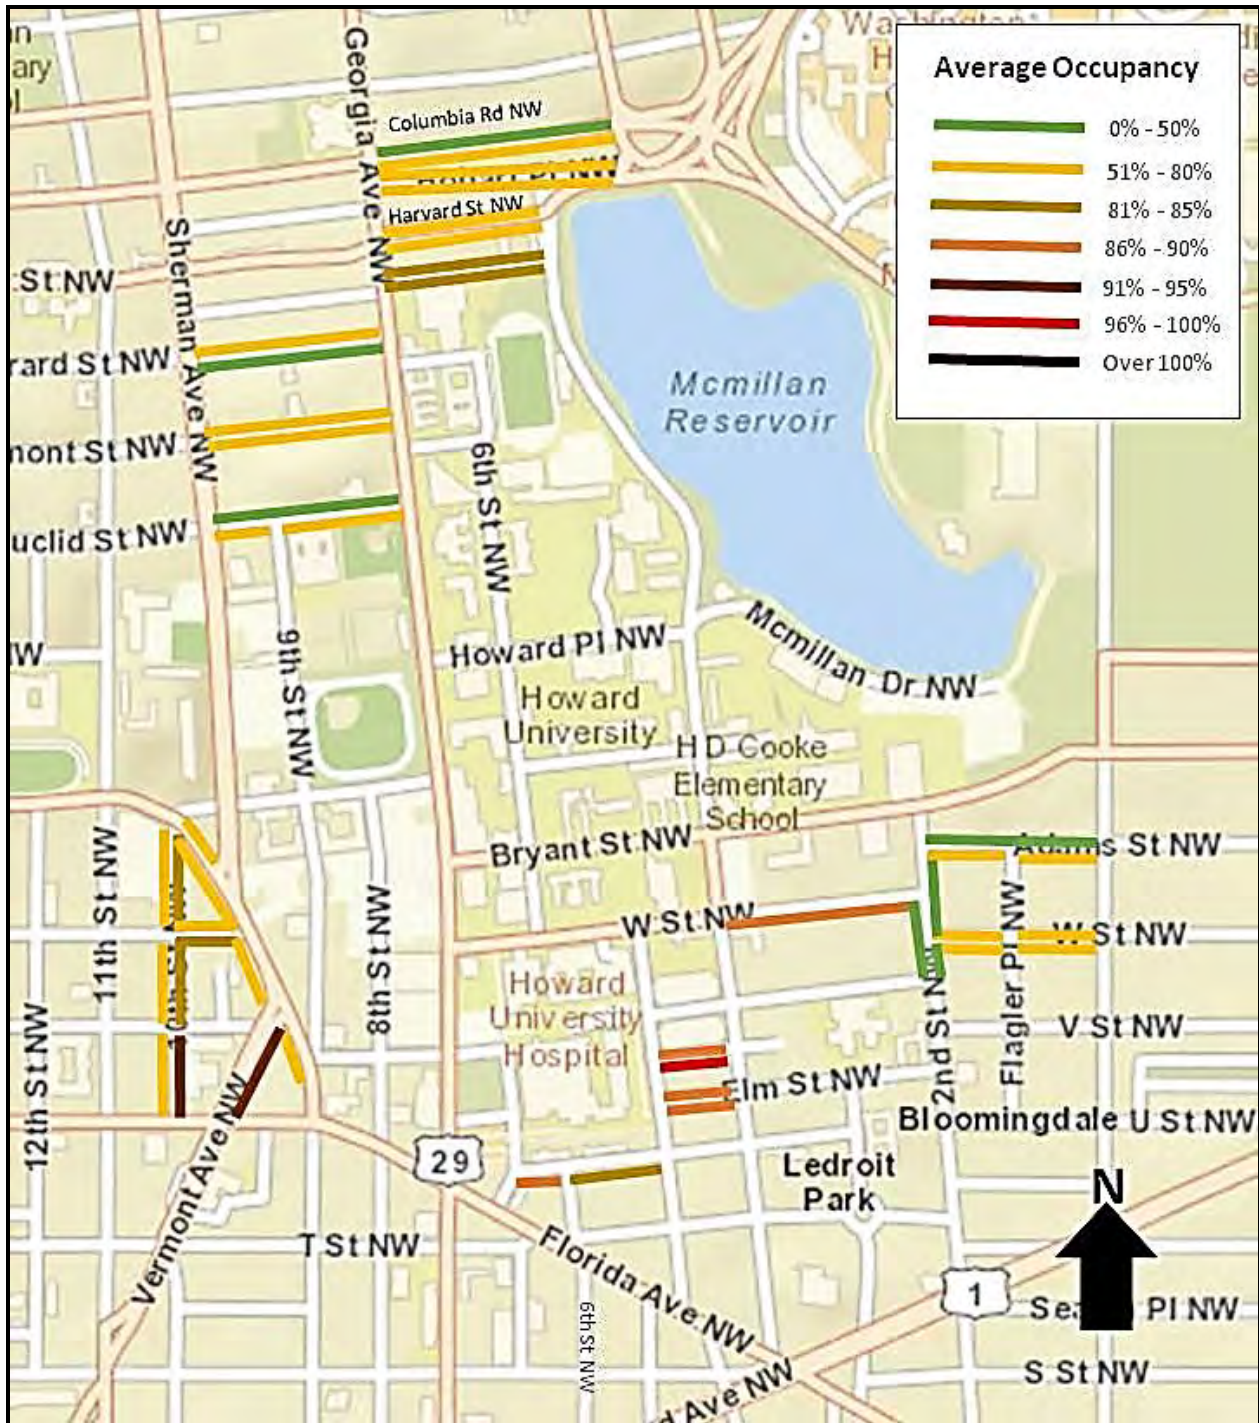 Georgia Ave NW
Columbia Rd NW
Harvard St NW
Average Occupancy
0% - 50%
51% - 80%
81% - 85%
86% - 90%
91% - 95%
96% - 100%
Over 100%
Sherman Ave NW
St NW
rard St NW
mont St NW
uclid St NW
Mcmillan
Reservoir
6th St NW
9th St NW
Howard Pl NW
Mcmillan Dr NW
Howard
University
H D Cooke
Elementary
School
Bryant St NW
Adams St NW
11th St NW
10th St NW
8th St NW
W St NW
W St NW
Flagler Pl NW
2nd St N
Howard
University
Hospital
V St NW
12th St NW
Elm St NW
Bloomingdale
U St NW
Vermont Ave NW
29
Ledroit
Park
N
T St NW
Florida Ave NW
6th St NW
1
Pl NW
S St NW
d Ave NW